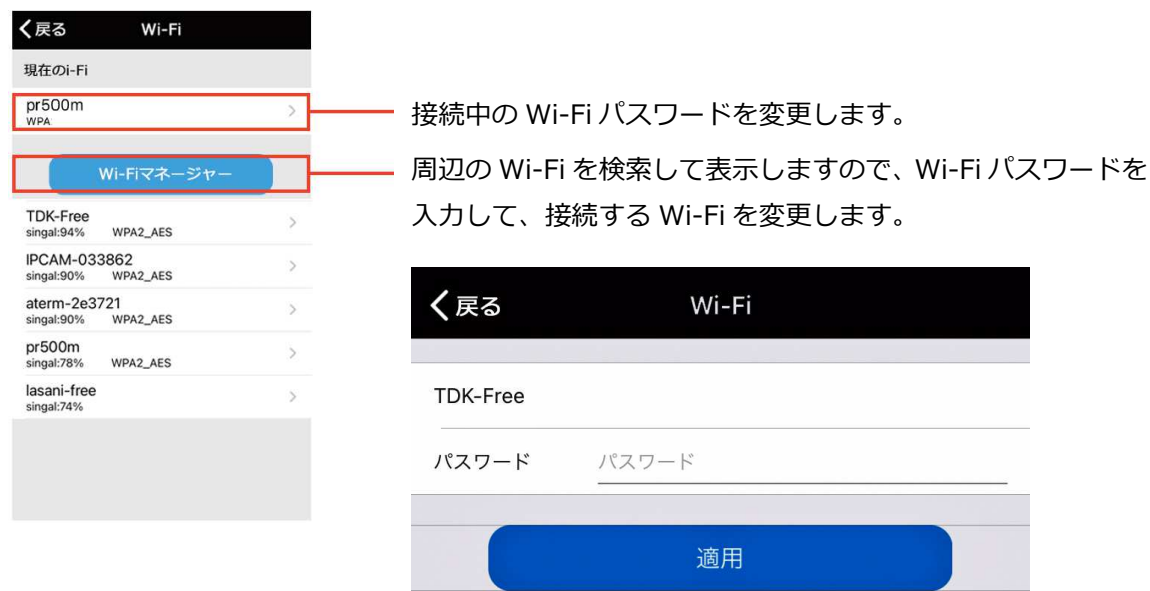 戻る Wi-Fi
現在のi-Fi
pr500m
WPA
Wi-Fiマネージャー
TDK-Free
singal:94% WPA2_AES
IPCAM-033862
singal:90% WPA2_AES
aterm-2e3721
singal:90% WPA2_AES
pr500m
singal:78% WPA2_AES
lasani-free
singal:74%
接続中の Wi-Fi パスワードを変更します。
周辺の Wi-Fi を検索して表示しますので、Wi-Fi パスワードを
入力して、接続する Wi-Fi を変更します。
戻る Wi-Fi
TDK-Free
パスワード パスワード
適用